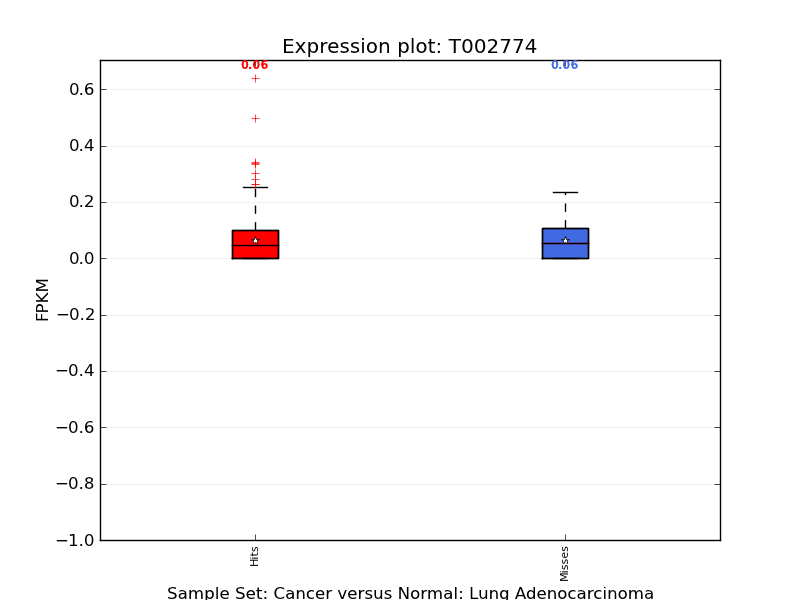 Expression plot: T002774
0.06 0.06
0.6
0.4
0.2
0.0
−0.2
−0.4
−0.6
−0.8
−1.0
FPKM
Hits Misses
Sample Set: Cancer versus Normal: Lung Adenocarcinoma